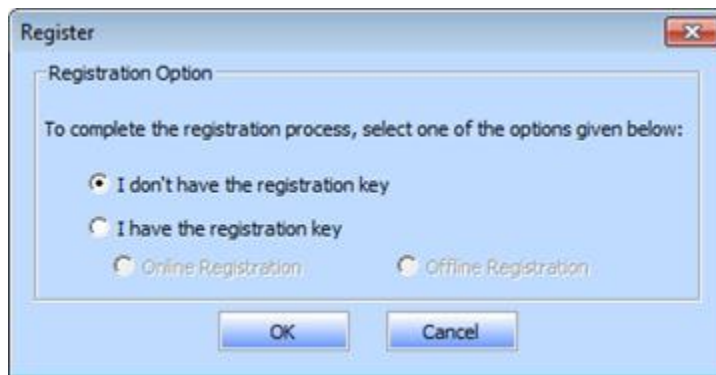 Register
Registration Option
To complete the registration process, select one of the options given below:
I don't have the registration key
I have the registration key
Online Registration Offline Registration
OK Cancel